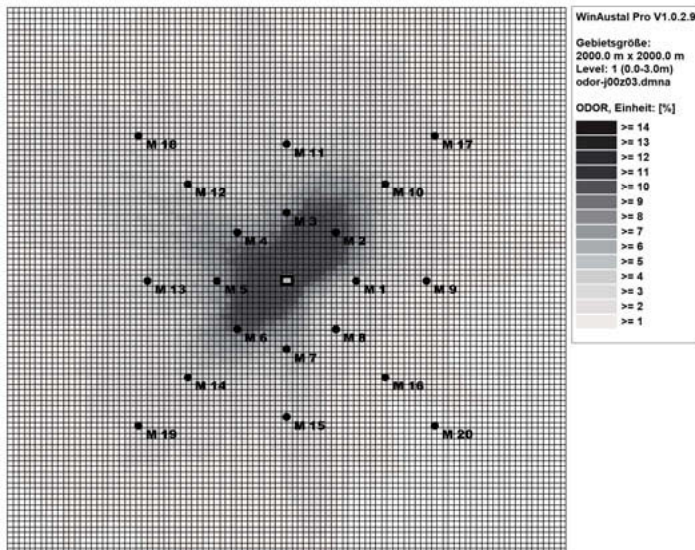 WinAustal Pro V1.0.2.9
Gebietsgröße:
2000.0 m x 2000.0 m
Level: 1 (0.0-3.0m)
odor-j00z03.dmna
ODOR, Einheit: [%]
>= 14
>= 13
>= 12
>= 11
>= 10
>= 9
>= 8
>= 7
>= 6
>= 5
>= 4
>= 3
>= 2
>= 1
M 18
M 11
M 17
M 12
M 10
M 3
M 4
M 2
M 13
M 5
M 1
M 9
M 6
M 8
M 7
M 14
M 16
M 15
M 19
M 20